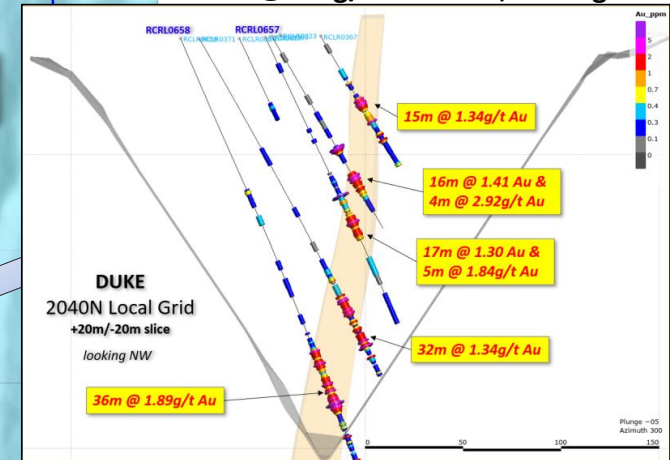 Au_ppm
5
2
1
0.7
0.4
0.3
0.1
0
RCRL0658
RCRL0657
RCLR0367
15m @ 1.34g/t Au
16m @ 1.41 Au &
4m @ 2.92g/t Au
17m @ 1.30 Au &
5m @ 1.84g/t Au
DUKE
2040N Local Grid
+20m/-20m slice
looking NW
32m @ 1.34g/t Au
36m @ 1.89g/t Au
Plunge −05
Azimuth 300
0 50 100 150